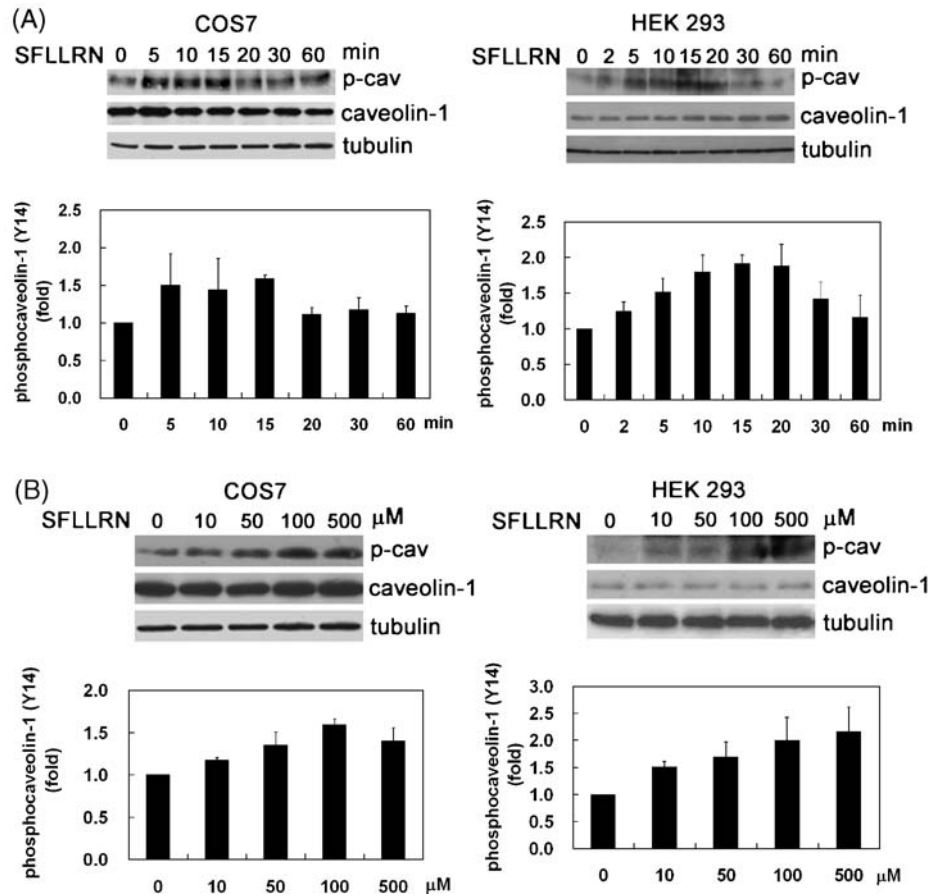 (A)
COS7
SFLLRN 0 5 10 15 20 30 60 min
p-cav
caveolin-1
tubulin
phosphocaveolin-1 (Y14)
(fold)
2.5
2.0
1.5
1.0
0.5
0.0
0 5 10 15 20 30 60 min
HEK 293
SFLLRN 0 2 5 10 15 20 30 60 min
p-cav
caveolin-1
tubulin
phosphocaveolin-1 (Y14)
(fold)
2.5
2.0
1.5
1.0
0.5
0.0
0 2 5 10 15 20 30 60 min
(B)
COS7
SFLLRN 0 10 50 100 500 μM
p-cav
caveolin-1
tubulin
phosphocaveolin-1 (Y14)
(fold)
2.0
1.5
1.0
0.5
0.0
0 10 50 100 500 μM
HEK 293
SFLLRN 0 10 50 100 500 μM
p-cav
caveolin-1
tubulin
phosphocaveolin-1 (Y14)
(fold)
3.0
2.5
2.0
1.5
1.0
0.5
0.0
0 10 50 100 500 μM